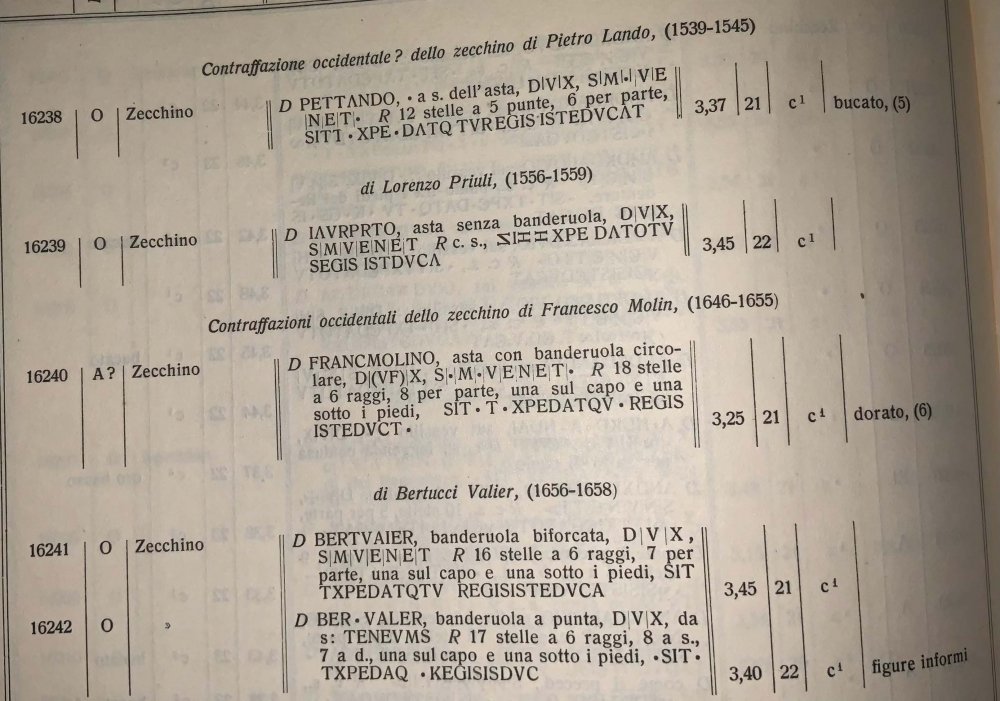 Contraffazione occidentale? dello zecchino di Pietro Lando, (1539-1545)
16238 O Zecchino D PETTANDO, · a s. dell'asta, D|V|X, S|M|·|VE
|N|E|T|· R 12 stelle a 5 punte, 6 per parte,
SITI · XPE · DATQ TVREGIS ISTEDVCAT 3,37 21 c¹ bucato, (5)
di Lorenzo Priuli, (1556-1559)
16239 O Zecchino D IAVRPRTO, asta senza banderuola, D|V|X,
S|M|V|E|N|E|T R c. s., XPE DATOTV
SEGIS ISTDVCA 3,45 22 c¹
Contraffazioni occidentali dello zecchino di Francesco Molin, (1646-1655)
16240 A? Zecchino D FRANCMOLINO, asta con banderuola circo-
lare, D|(VF)|X, S|·|M|·|V|E|N|E|T|· R 18 stelle
a 6 raggi, 8 per parte, una sul capo e una
sotto i piedi, SIT · T · XPEDATQV · REGIS
ISTEDVCT · 3,25 21 c¹ dorato, (6)
di Bertucci Valier, (1656-1658)
16241 O Zecchino D BERTVAIER, banderuola biforcata, D|V|X,
S|M|V|E|N|E|T R 16 stelle a 6 raggi, 7 per
parte, una sul capo e una sotto i piedi, SIT
TXPEDATQTV REGISISTEDVCA 3,45 21 c¹
16242 O » D BER · VALER, banderuola a punta, D|V|X, da
s: TENEVMS R 17 stelle a 6 raggi, 8 a s.,
7 a d., una sul capo e una sotto i piedi, · SIT ·
TXPEDAQ · KEGISISDVC 3,40 22 c¹ figure informi